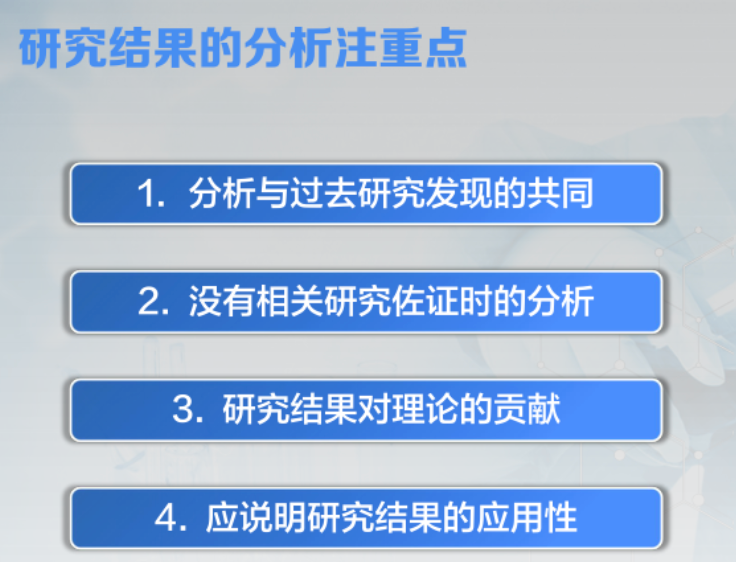 研究结果的分析注重点
1. 分析与过去研究发现的共同
2. 没有相关研究佐证时的分析
3. 研究结果对理论的贡献
4. 应说明研究结果的应用性